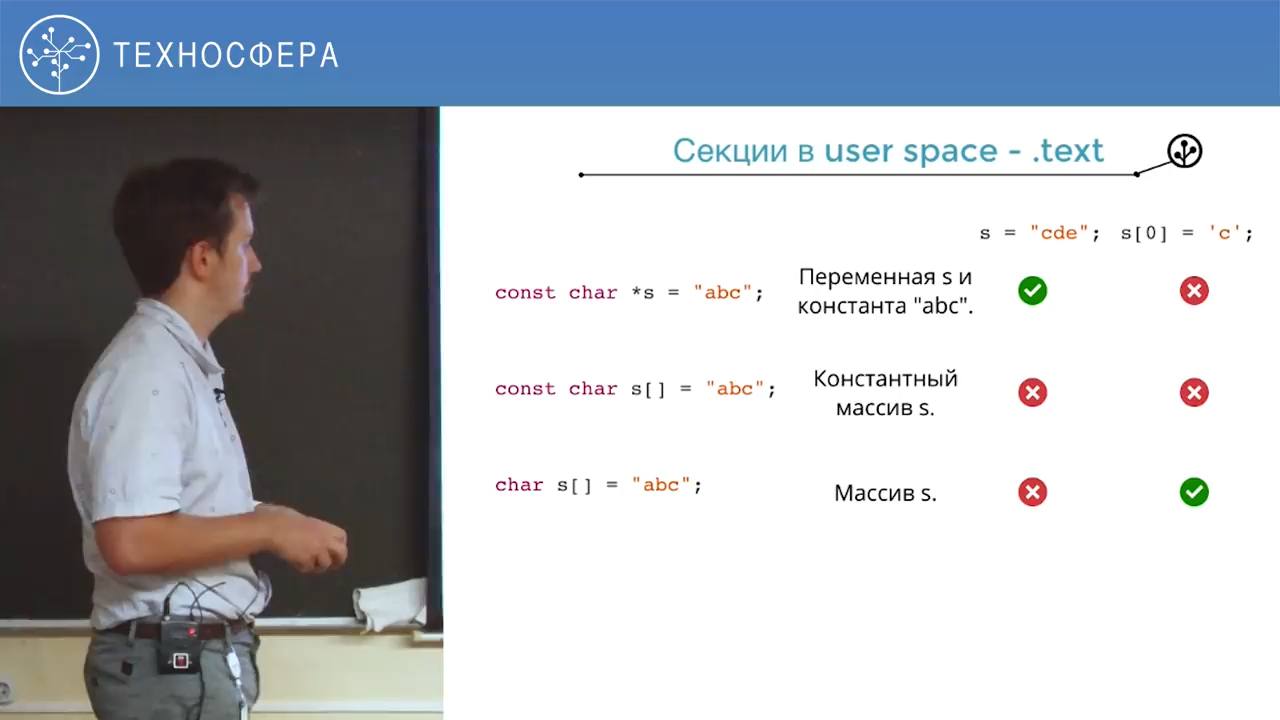 ТЕХНОСФЕРА
Секции в user space - .text
s = "cde"; s[0] = 'c';
const char *s = "abc";
Переменная s и
константа "abc".
const char s[] = "abc";
Константный
массив s.
char s[] = "abc";
Массив s.